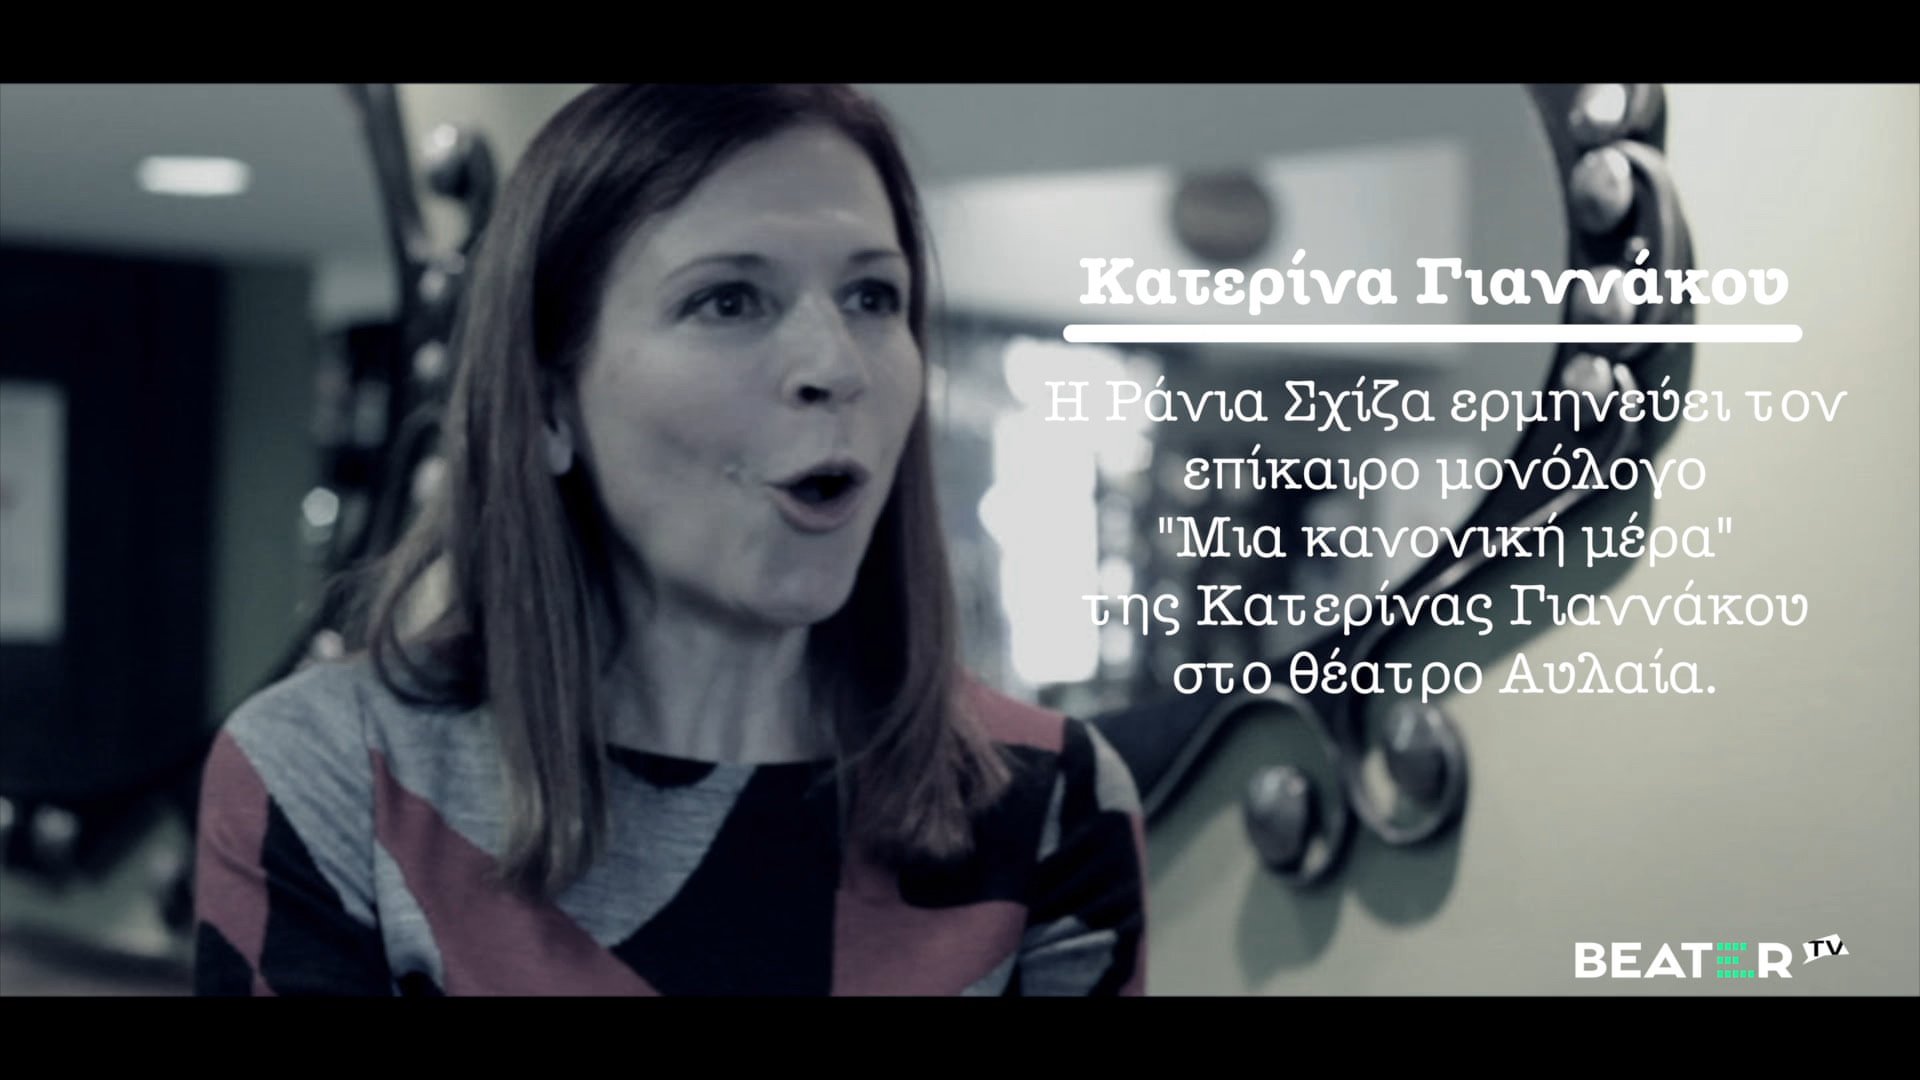 Κατερίνα Γιαννάκου
Η Ράνια Σχίζα ερμηνεύει τον
επίκαιρο μονόλογο
"Μια κανονική μέρα"
της Κατερίνας Γιαννάκου
στο θέατρο Αυλαία.
BEATER TV